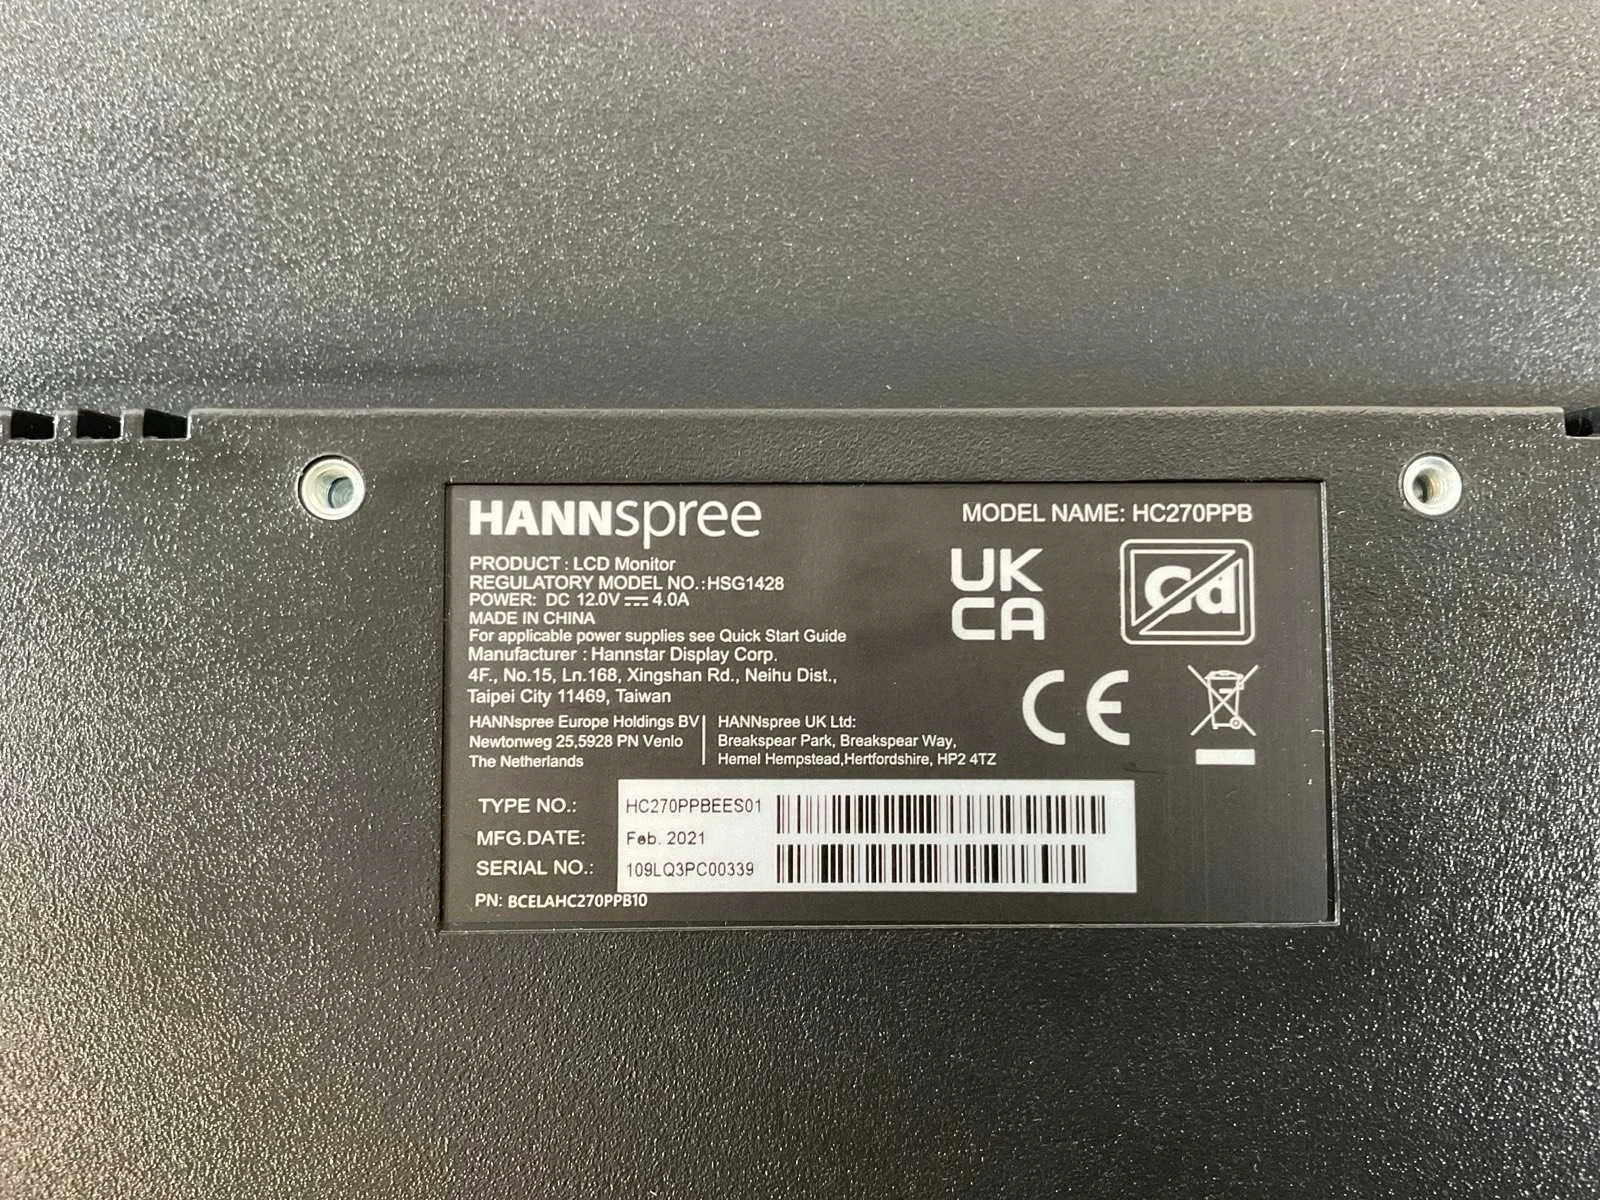 HANNspree
MODEL NAME: HC270PPB
PRODUCT : LCD Monitor
REGULATORY MODEL NO.:HSG1428
POWER: DC 12.0V ⎓ 4.0A
MADE IN CHINA
For applicable power supplies see Quick Start Guide
Manufacturer : Hannstar Display Corp.
4F., No.15, Ln.168, Xingshan Rd., Neihu Dist.,
Taipei City 11469, Taiwan
HANNspree Europe Holdings BV
Newtonweg 25,5928 PN Venlo
The Netherlands
HANNspree UK Ltd:
Breakspear Park, Breakspear Way,
Hemel Hempstead,Hertfordshire, HP2 4TZ
UK
CA
Cd
CE
TYPE NO.: HC270PPBEES01
MFG.DATE: Feb. 2021
SERIAL NO.: 109LQ3PC00339
PN: BCELAHC270PPB10